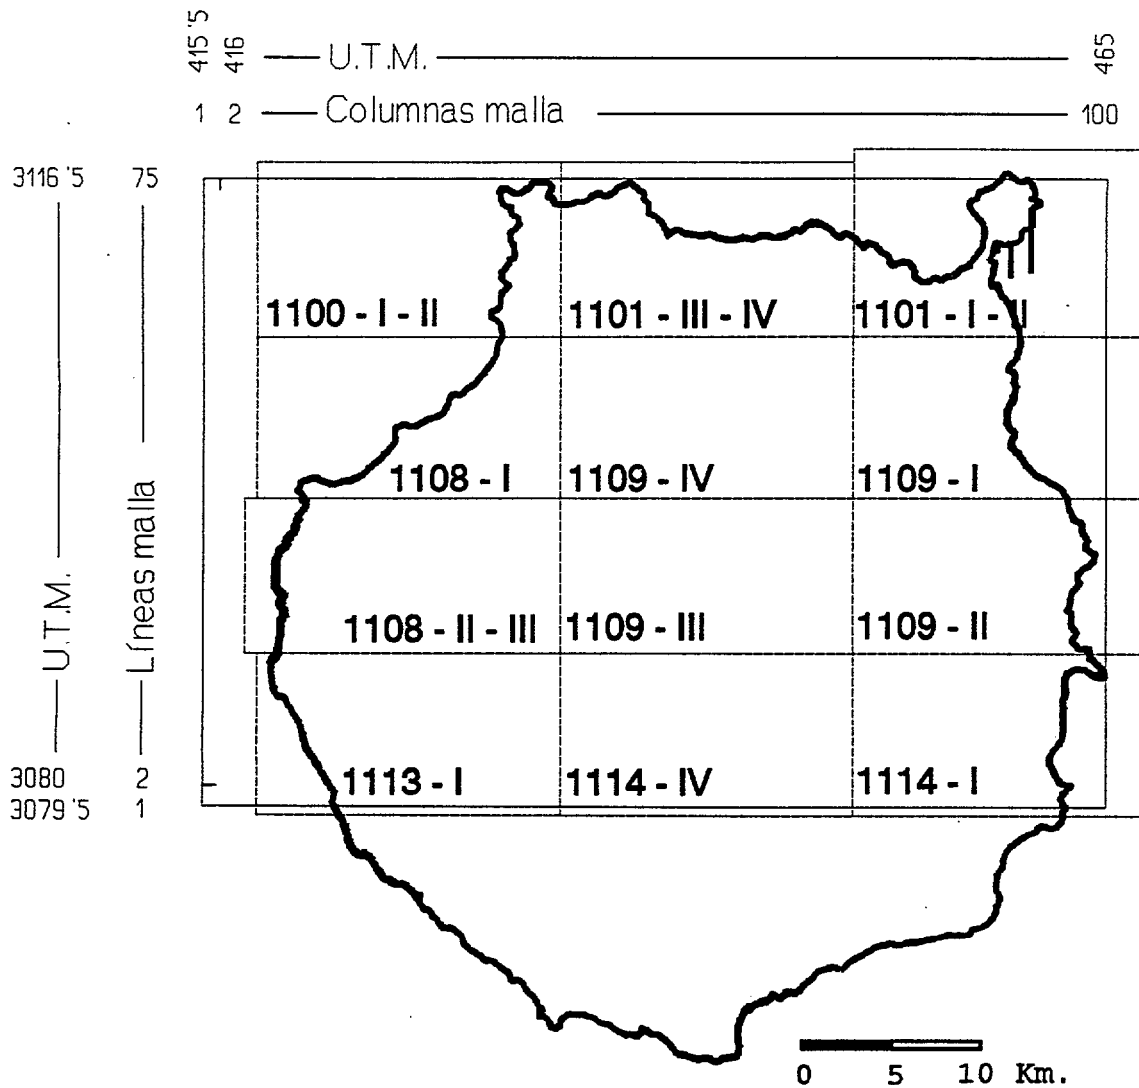 415 '5 416 U.T.M. 465
1 2 Columnas malla 100
3116 '5 75
1100 - I - II 1101 - III - IV 1101 - I - II
1108 - I 1109 - IV 1109 - I
U.T.M. Líneas malla
1108 - II - III 1109 - III 1109 - II
3080 2 1113 - I 1114 - IV 1114 - I
3079 '5 1
0 5 10 Km.